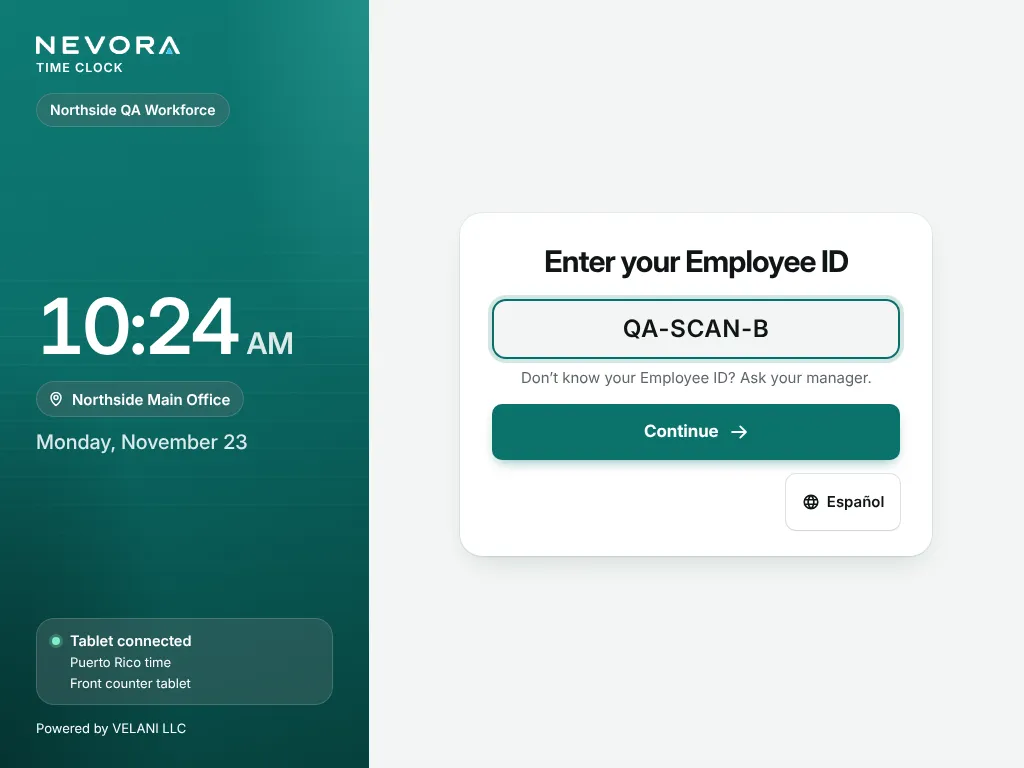 NEVORA
TIME CLOCK
Northside QA Workforce
10:24 AM
Northside Main Office
Monday, November 23
Tablet connected
Puerto Rico time
Front counter tablet
Powered by VELANI LLC
Enter your Employee ID
QA-SCAN-B
Don’t know your Employee ID? Ask your manager.
Continue →
Español